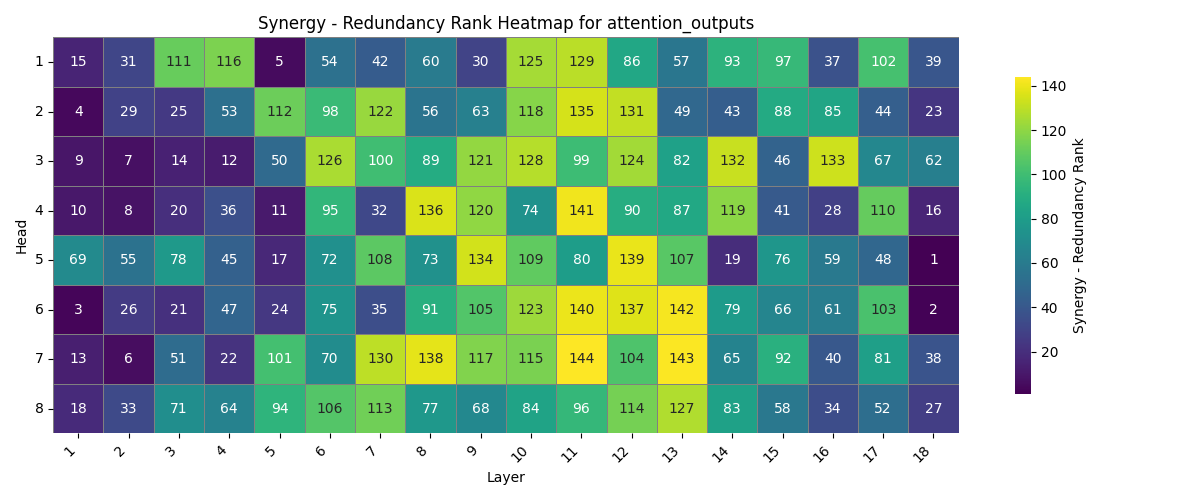 Synergy - Redundancy Rank Heatmap for attention_outputs
Head
1 15 31 111 116 5 54 42 60 30 125 129 86 57 93 97 37 102 39
2 4 29 25 53 112 98 122 56 63 118 135 131 49 43 88 85 44 23
3 9 7 14 12 50 126 100 89 121 128 99 124 82 132 46 133 67 62
4 10 8 20 36 11 95 32 136 120 74 141 90 87 119 41 28 110 16
5 69 55 78 45 17 72 108 73 134 109 80 139 107 19 76 59 48 1
6 3 26 21 47 24 75 35 91 105 123 140 137 142 79 66 61 103 2
7 13 6 51 22 101 70 130 138 117 115 144 104 143 65 92 40 81 38
8 18 33 71 64 94 106 113 77 68 84 96 114 127 83 58 34 52 27
1 2 3 4 5 6 7 8 9 10 11 12 13 14 15 16 17 18
Layer
140
120
100
80
60
40
20
Synergy - Redundancy Rank